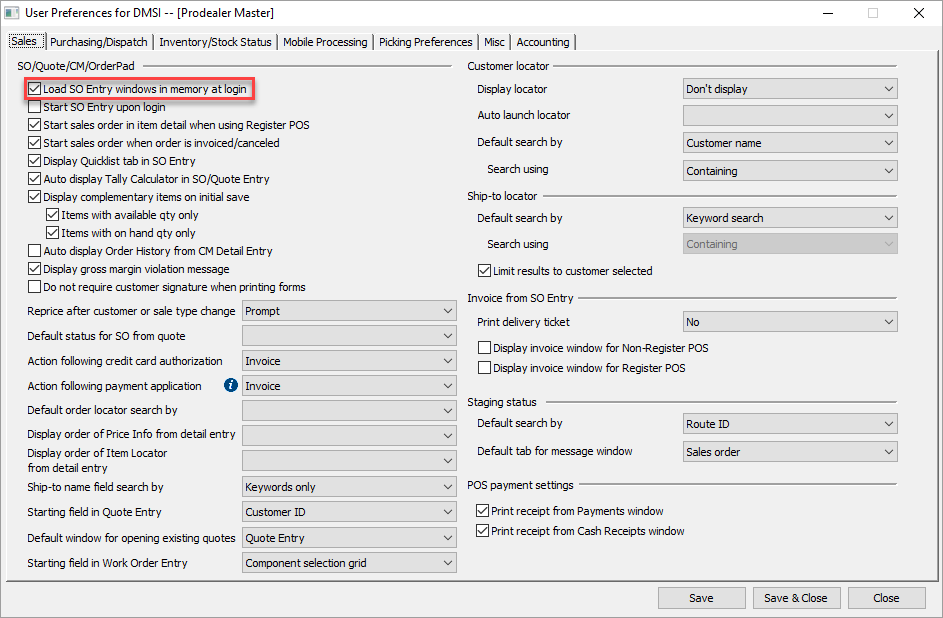 User Preferences for DMSI -- [Prodealer Master]
Sales Purchasing/Dispatch Inventory/Stock Status Mobile Processing Picking Preferences Misc Accounting
SO/Quote/CM/OrderPad
Load SO Entry windows in memory at login
Start SO Entry upon login
Start sales order in item detail when using Register POS
Start sales order when order is invoiced/canceled
Display Quicklist tab in SO Entry
Auto display Tally Calculator in SO/Quote Entry
Display complementary items on initial save
Items with available qty only
Items with on hand qty only
Auto display Order History from CM Detail Entry
Display gross margin violation message
Do not require customer signature when printing forms
Reprice after customer or sale type change Prompt
Default status for SO from quote
Action following credit card authorization Invoice
Action following payment application i Invoice
Default order locator search by
Display order of Price Info from detail entry
Display order of Item Locator
from detail entry
Ship-to name field search by Keywords only
Starting field in Quote Entry Customer ID
Default window for opening existing quotes Quote Entry
Starting field in Work Order Entry Component selection grid
Customer locator
Display locator Don't display
Auto launch locator
Default search by Customer name
Search using Containing
Ship-to locator
Default search by Keyword search
Search using Containing
Limit results to customer selected
Invoice from SO Entry
Print delivery ticket No
Display invoice window for Non-Register POS
Display invoice window for Register POS
Staging status
Default search by Route ID
Default tab for message window Sales order
POS payment settings
Print receipt from Payments window
Print receipt from Cash Receipts window
Save Save & Close Close